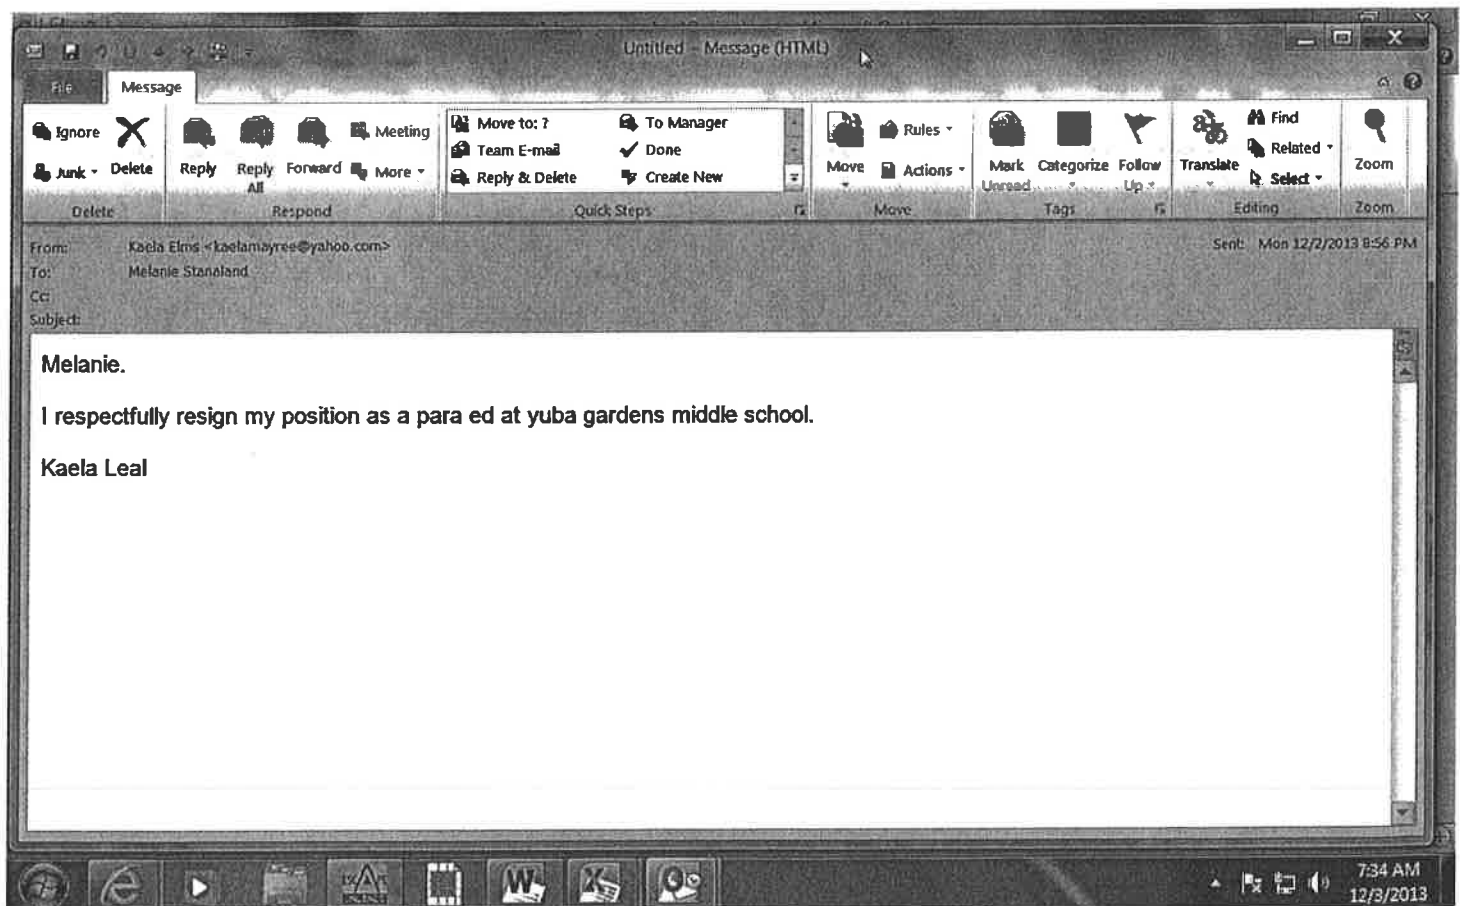 Untitled - Message (HTML)
File Message
Ignore Meeting Move to: ? To Manager Rules Find
Team E-mail Done Related
Junk Delete Reply Reply All Forward More Reply & Delete Create New Move Actions Mark Unread Categorize Follow Up Translate Select Zoom
Delete Respond Quick Steps Move Tags Editing Zoom
From: Kaela Elms <kaelamayree@yahoo.com> Sent: Mon 12/2/2013 8:56 PM
To: Melanie Stanaland
Cc:
Subject:
Melanie.
I respectfully resign my position as a para ed at yuba gardens middle school.
Kaela Leal
7:34 AM
12/3/2013